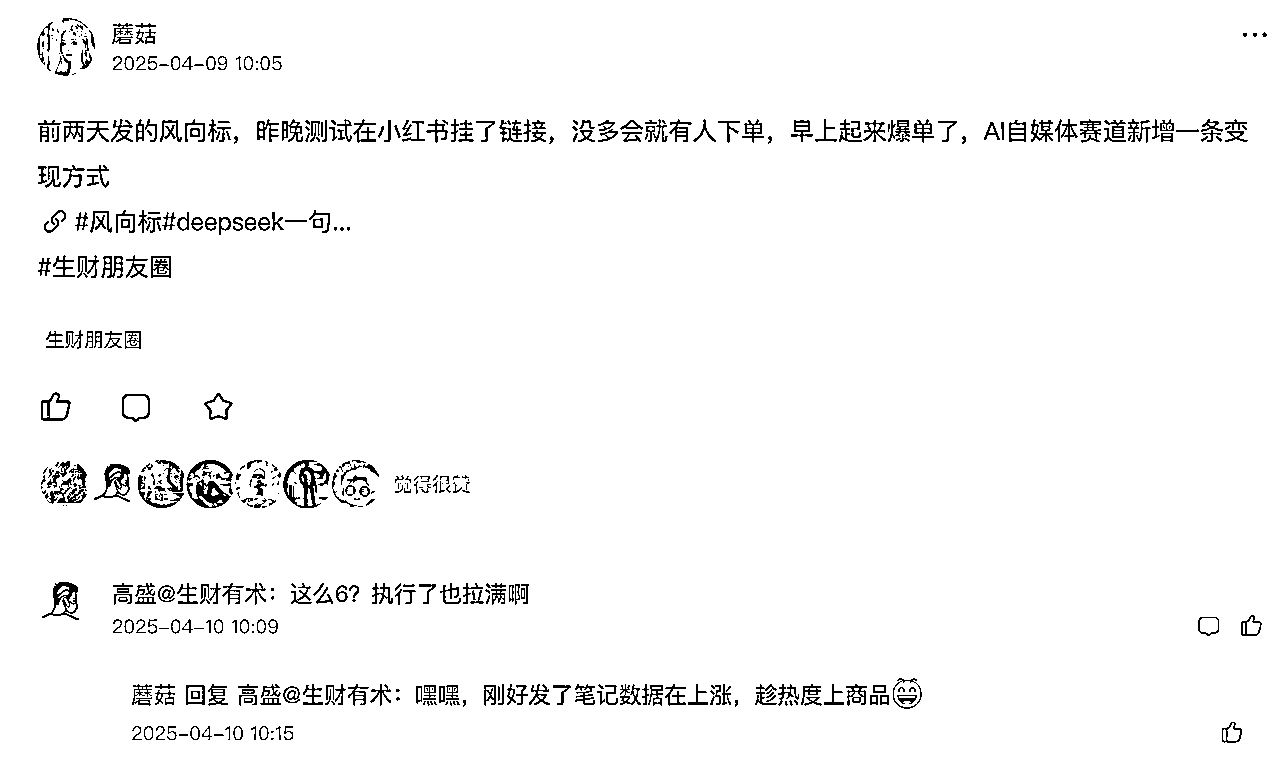 蘑菇
2025-04-09 10:05
前两天发的风向标，昨晚测试在小红书挂了链接，没多会就有人下单，早上起来爆单了，AI自媒体赛道新增一条变
现方式
#风向标#deepseek一句...
#生财朋友圈
生财朋友圈
觉得很赞
高盛@生财有术：这么6？执行了也拉满啊
2025-04-10 10:09
蘑菇 回复 高盛@生财有术：嘿嘿，刚好发了笔记数据在上涨，趁热度上商品😄
2025-04-10 10:15